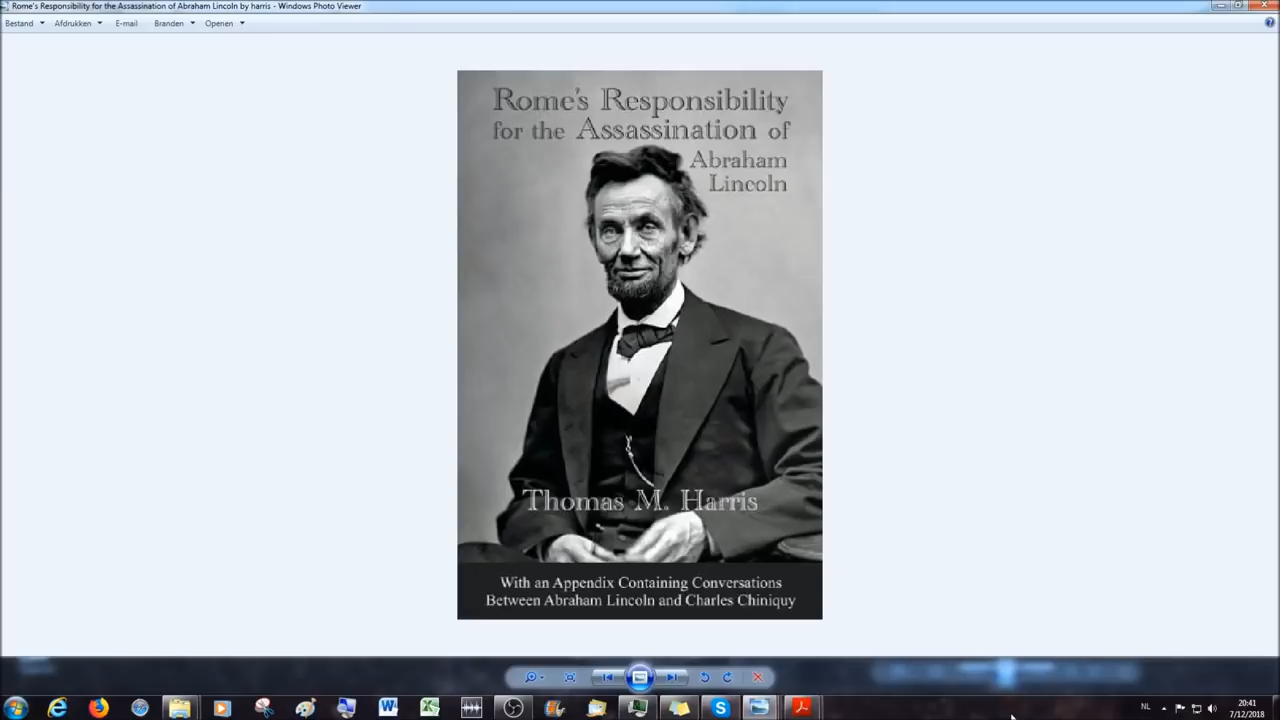 Rome's Responsibility for the Assassination of Abraham Lincoln by harris - Windows Photo Viewer
Bestand Afdrukken E-mail Branden Openen
Rome's Responsibility
for the Assassination of
Abraham
Lincoln
Thomas M. Harris
With an Appendix Containing Conversations
Between Abraham Lincoln and Charles Chiniquy
NL
20:41
7/12/2018